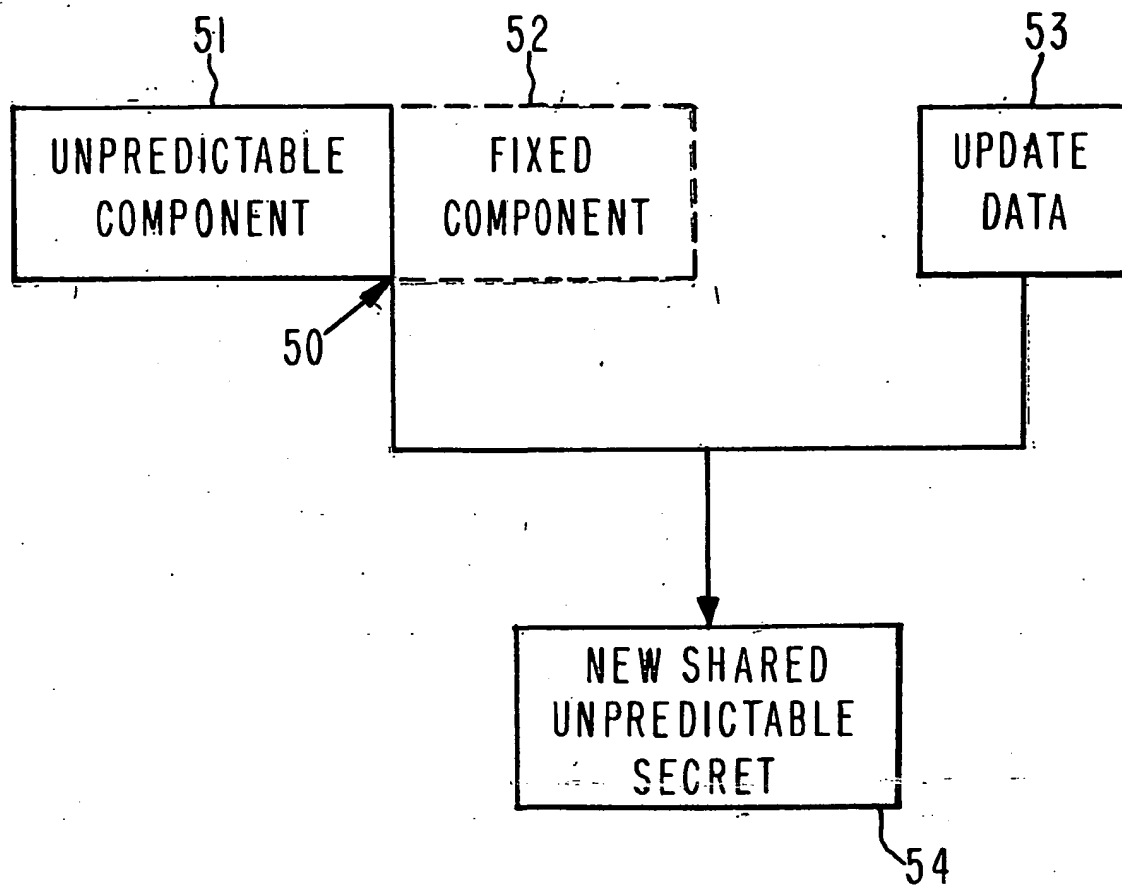 51
52
53
UNPREDICTABLE
COMPONENT
FIXED
COMPONENT
UPDATE
DATA
50
NEW SHARED
UNPREDICTABLE
SECRET
54